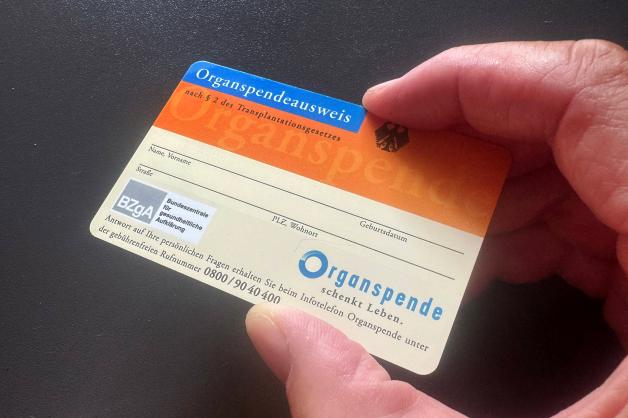 Organspendeausweis
nach § 2 des Transplantationsgesetzes
Organspende
Name, Vorname
Geburtsdatum
Straße
PLZ, Wohnort
BZgA
Bundeszentrale
für
gesundheitliche
Aufklärung
Organspende
schenkt Leben.
Antwort auf Ihre persönlichen Fragen erhalten Sie beim Infotelefon Organspende unter
der gebührenfreien Rufnummer 0800/90 40 400